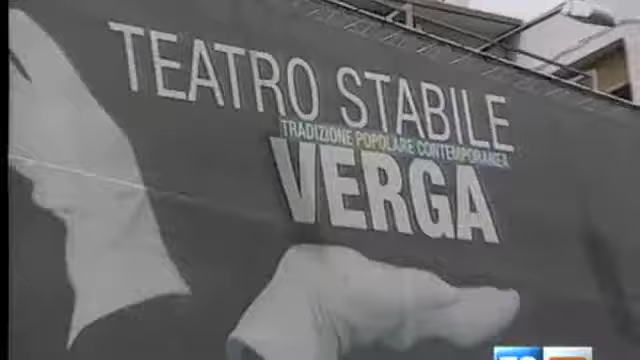 TEATRO STABILE
TRADIZIONE POPOLARE CONTEMPORANEA
VERGA